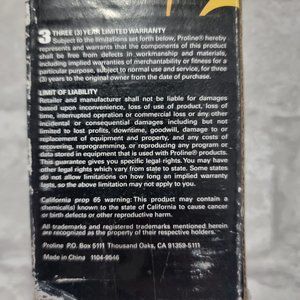 3 THREE (3) YEAR LIMITED WARRANTY
Subject to the limitations set forth below, Proline® hereby
represents and warrants that the components of this product
shall be free from defects in workmanship and materials,
including implied warranties of merchantability or fitness for a
particular purpose, subject to normal use and service, for three
(3) years to the original owner from the date of purchase.
LIMIT OF LIABILITY
Retailer and manufacturer shall not be liable for damages
based upon inconvenience, loss of use of product, loss of
time, interrupted operation or commercial loss or any other
incidental or consequential damages including but not
limited to lost profits, downtime, goodwill, damage to or
replacement of equipment and property, and any costs of
recovering, reprogramming, or reproducing any program or
data stored in equipment that is used with Proline® products.
This guarantee gives you specific legal rights. You may have
other legal rights which vary from state to state. Some states
do not allow limitations on how long an implied warranty
lasts, so the above limitation may not apply to you.
California prop 65 warning: This product may contain a
chemical(s) known to the state of California to cause cancer
or birth defects or other reproductive harm.
All trademarks and registered trademarks mentioned herein
are recognized as the property of their respective holders.
Proline P.O. BOX 5111 Thousand Oaks, CA 91359-5111
Made in China 1104-9546